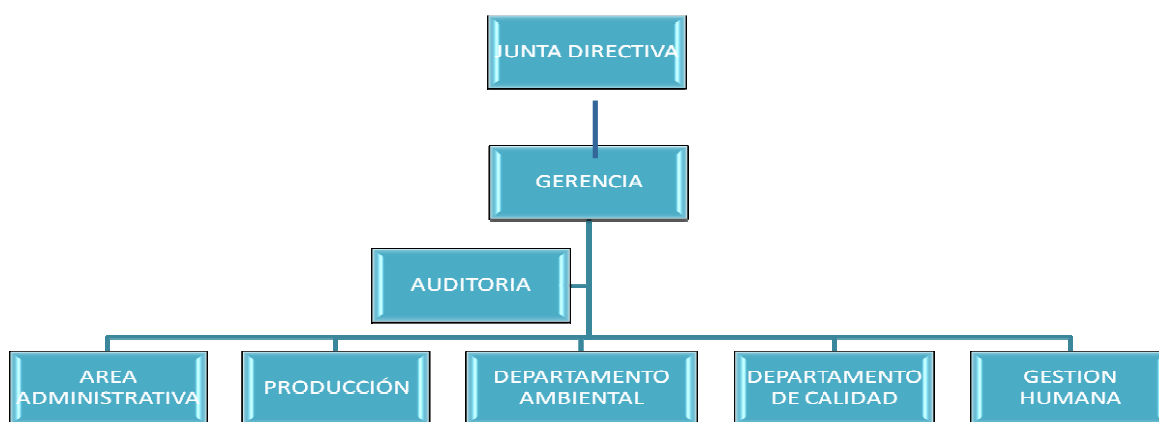 JUNTA DIRECTIVA
GERENCIA
AUDITORIA
AREA
ADMINISTRATIVA
PRODUCCIÓN
DEPARTAMENTO
AMBIENTAL
DEPARTAMENTO
DE CALIDAD
GESTION
HUMANA